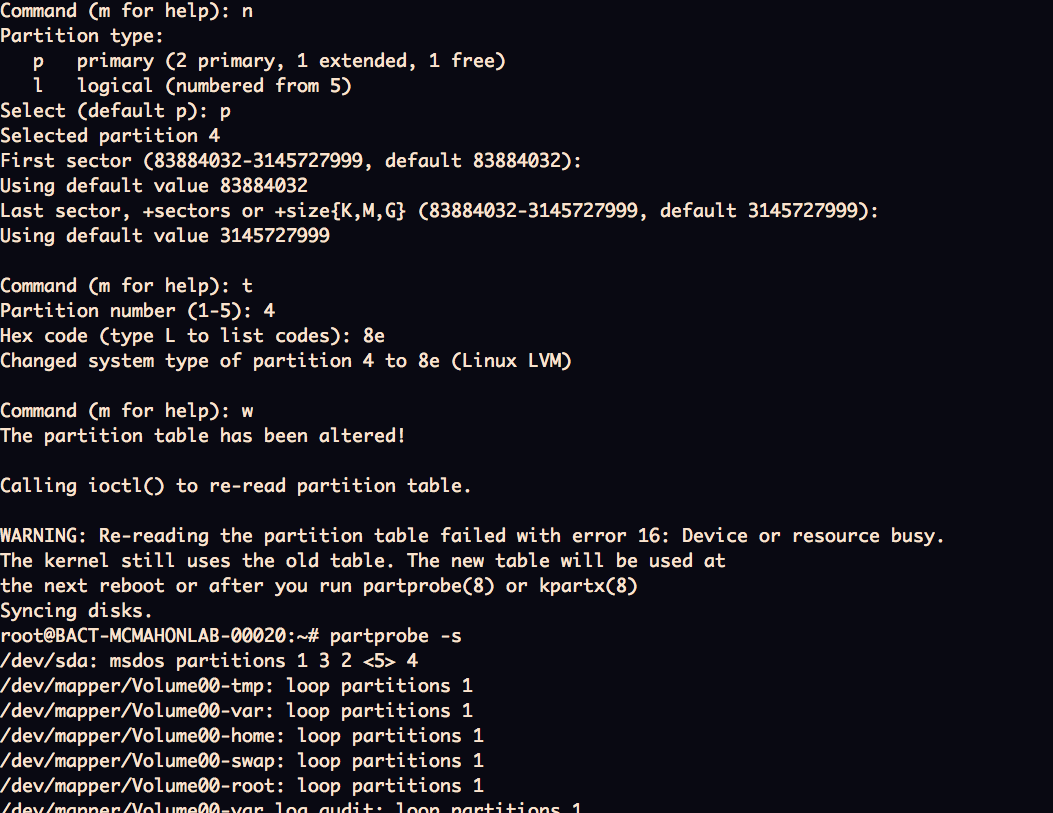 Command (m for help): n
Partition type:
   p   primary (2 primary, 1 extended, 1 free)
   l   logical (numbered from 5)
Select (default p): p
Selected partition 4
First sector (83884032-3145727999, default 83884032):
Using default value 83884032
Last sector, +sectors or +size{K,M,G} (83884032-3145727999, default 3145727999):
Using default value 3145727999
Command (m for help): t
Partition number (1-5): 4
Hex code (type L to list codes): 8e
Changed system type of partition 4 to 8e (Linux LVM)
Command (m for help): w
The partition table has been altered!
Calling ioctl() to re-read partition table.
WARNING: Re-reading the partition table failed with error 16: Device or resource busy.
The kernel still uses the old table. The new table will be used at
the next reboot or after you run partprobe(8) or kpartx(8)
Syncing disks.
root@BACT-MCMAHONLAB-00020:~# partprobe -s
/dev/sda: msdos partitions 1 3 2 <5> 4
/dev/mapper/Volume00-tmp: loop partitions 1
/dev/mapper/Volume00-var: loop partitions 1
/dev/mapper/Volume00-home: loop partitions 1
/dev/mapper/Volume00-swap: loop partitions 1
/dev/mapper/Volume00-root: loop partitions 1
/dev/mapper/Volume00-var_log_audit: loop partitions 1